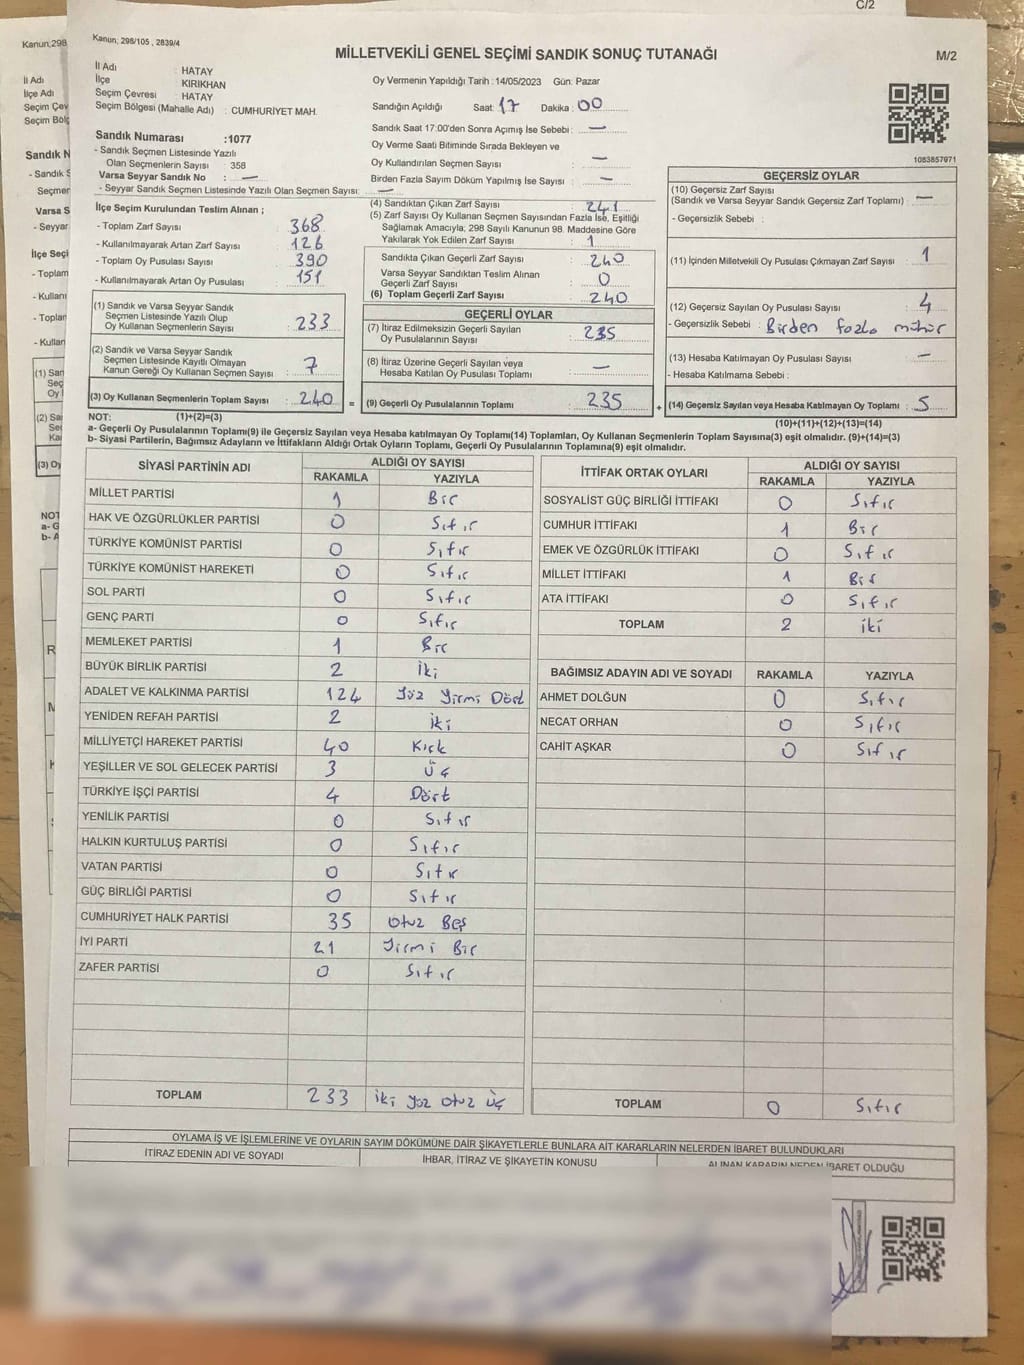 C/2
Kanun; 298/105 , 2839/4
MİLLETVEKİLİ GENEL SEÇİMİ SANDIK SONUÇ TUTANAĞI
M/2
İl Adı : HATAY
İlçe : KIRIKHAN
Seçim Çevresi : HATAY
Seçim Bölgesi (Mahalle Adı) : CUMHURİYET MAH.
Oy Vermenin Yapıldığı Tarih : 14/05/2023 Gün: Pazar
Sandığın Açıldığı Saat : 17 Dakika : 00
Sandık Saat 17:00'den Sonra Açımış İse Sebebi : —
Oy Verme Saati Bitiminde Sırada Bekleyen ve
Oy Kullandırılan Seçmen Sayısı : —
Birden Fazla Sayım Döküm Yapılmış İse Sayısı : —
1083857971
Sandık Numarası :1077
- Sandık Seçmen Listesinde Yazılı
Olan Seçmenlerin Sayısı : 358
Varsa Seyyar Sandık No : —
- Seyyar Sandık Seçmen Listesinde Yazılı Olan Seçmen Sayısı: —
İlçe Seçim Kurulundan Teslim Alınan ;
- Toplam Zarf Sayısı : 368
- Kullanılmayarak Artan Zarf Sayısı : 126
- Toplam Oy Pusulası Sayısı : 390
- Kullanılmayarak Artan Oy Pusulası : 151
(1) Sandık ve Varsa Seyyar Sandık
Seçmen Listesinde Yazılı Olup
Oy Kullanan Seçmenlerin Sayısı : 233
(2) Sandık ve Varsa Seyyar Sandık
Seçmen Listesinde Kayıtlı Olmayan
Kanun Gereği Oy Kullanan Seçmen Sayısı : 7
(3) Oy Kullanan Seçmenlerin Toplam Sayısı : 240 =
(4) Sandıktan Çıkan Zarf Sayısı : 241
(5) Zarf Sayısı Oy Kullanan Seçmen Sayısından Fazla İse, Eşitliği
Sağlamak Amacıyla; 298 Sayılı Kanunun 98. Maddesine Göre
Yakılarak Yok Edilen Zarf Sayısı : 1
Sandıkta Çıkan Geçerli Zarf Sayısı : 240
Varsa Seyyar Sandıktan Teslim Alınan
Geçerli Zarf Sayısı : 0
(6) Toplam Geçerli Zarf Sayısı : 240
GEÇERLİ OYLAR
(7) İtiraz Edilmeksizin Geçerli Sayılan
Oy Pusulalarının Sayısı : 235
(8) İtiraz Üzerine Geçerli Sayılan veya
Hesaba Katılan Oy Pusulası Toplamı : —
(9) Geçerli Oy Pusulalarının Toplamı : 235 +
GEÇERSİZ OYLAR
(10) Geçersiz Zarf Sayısı
(Sandık ve Varsa Seyyar Sandık Geçersiz Zarf Toplamı) : —
- Geçersizlik Sebebi :
(11) İçinden Milletvekili Oy Pusulası Çıkmayan Zarf Sayısı : 1
(12) Geçersiz Sayılan Oy Pusulası Sayısı : 4
- Geçersizlik Sebebi : Birden fazla mühür
(13) Hesaba Katılmayan Oy Pusulası Sayısı : —
- Hesaba Katılmama Sebebi :
(14) Geçersiz Sayılan veya Hesaba Katılmayan Oy Toplamı : 5
NOT: (1)+(2)=(3)
(10)+(11)+(12)+(13)=(14)
a- Geçerli Oy Pusulalarının Toplamı(9) ile Geçersiz Sayılan veya Hesaba katılmayan Oy Toplamı(14) Toplamları, Oy Kullanan Seçmenlerin Toplam Sayısına(3) eşit olmalıdır. (9)+(14)=(3)
b- Siyasi Partilerin, Bağımsız Adayların ve İttifakların Aldığı Ortak Oyların Toplamı, Geçerli Oy Pusulalarının Toplamına(9) eşit olmalıdır.
SİYASİ PARTİNİN ADI
ALDIĞI OY SAYISI
RAKAMLA YAZIYLA
MİLLET PARTİSİ 1 Bir
HAK VE ÖZGÜRLÜKLER PARTİSİ 0 Sıfır
TÜRKİYE KOMÜNİST PARTİSİ 0 Sıfır
TÜRKİYE KOMÜNİST HAREKETİ 0 Sıfır
SOL PARTİ 0 Sıfır
GENÇ PARTİ 0 Sıfır
MEMLEKET PARTİSİ 1 Bir
BÜYÜK BİRLİK PARTİSİ 2 İki
ADALET VE KALKINMA PARTİSİ 124 Yüz Yirmi Dört
YENİDEN REFAH PARTİSİ 2 İki
MİLLİYETÇİ HAREKET PARTİSİ 40 Kırk
YEŞİLLER VE SOL GELECEK PARTİSİ 3 Üç
TÜRKİYE İŞÇİ PARTİSİ 4 Dört
YENİLİK PARTİSİ 0 Sıfır
HALKIN KURTULUŞ PARTİSİ 0 Sıfır
VATAN PARTİSİ 0 Sıfır
GÜÇ BİRLİĞİ PARTİSİ 0 Sıfır
CUMHURİYET HALK PARTİSİ 35 Otuz Beş
İYİ PARTİ 21 Yirmi Bir
ZAFER PARTİSİ 0 Sıfır
TOPLAM 233 İki Yüz Otuz Üç
İTTİFAK ORTAK OYLARI
ALDIĞI OY SAYISI
RAKAMLA YAZIYLA
SOSYALİST GÜÇ BİRLİĞİ İTTİFAKI 0 Sıfır
CUMHUR İTTİFAKI 1 Bir
EMEK VE ÖZGÜRLÜK İTTİFAKI 0 Sıfır
MİLLET İTTİFAKI 1 Bir
ATA İTTİFAKI 0 Sıfır
TOPLAM 2 İki
BAĞIMSIZ ADAYIN ADI VE SOYADI RAKAMLA YAZIYLA
AHMET DOLĞUN 0 Sıfır
NECAT ORHAN 0 Sıfır
CAHİT AŞKAR 0 Sıfır
TOPLAM 0 Sıfır
OYLAMA İŞ VE İŞLEMLERİNE VE OYLARIN SAYIM DÖKÜMÜNE DAİR ŞİKAYETLERLE BUNLARA AİT KARARLARIN NELERDEN İBARET BULUNDUKLARI
İTİRAZ EDENİN ADI VE SOYADI
İHBAR, İTİRAZ VE ŞİKAYETİN KONUSU
ALINAN KARARIN NEDEN İBARET OLDUĞU